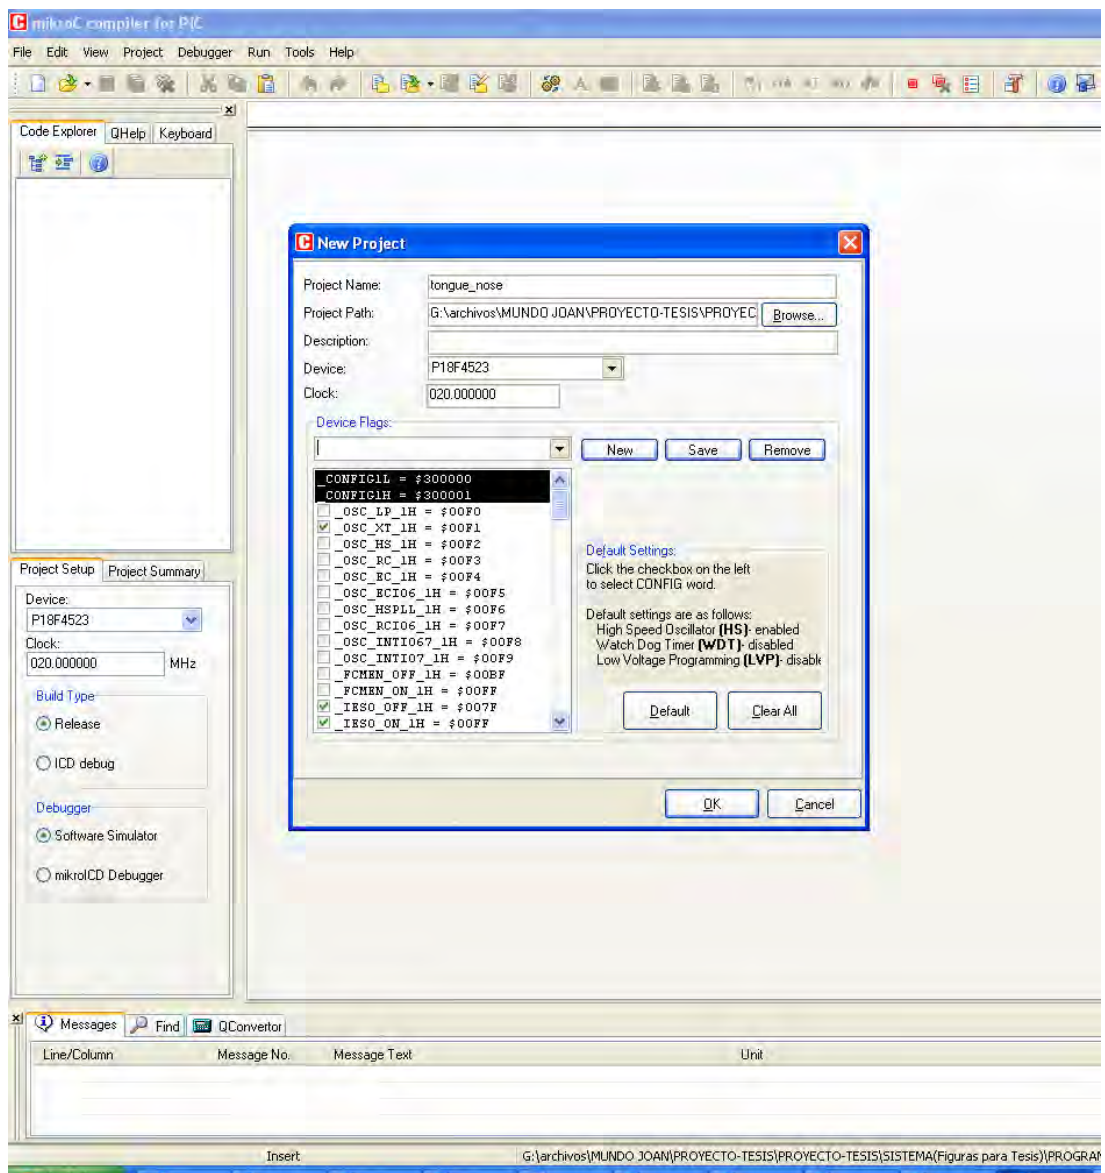 mikroC compiler for PIC
File Edit View Project Debugger Run Tools Help
Code Explorer QHelp Keyboard
New Project
Project Name: tongue_nose
Project Path: G:\archivos\MUNDO JOAN\PROYECTO-TESIS\PROYEC Browse...
Description:
Device: P18F4523
Clock: 020.000000
Device Flags:
New Save Remove
_CONFIG1L = $300000
_CONFIG1H = $300001
_OSC_LP_1H = $00F0
_OSC_XT_1H = $00F1
_OSC_HS_1H = $00F2
_OSC_RC_1H = $00F3
_OSC_EC_1H = $00F4
_OSC_ECIO6_1H = $00F5
_OSC_HSPLL_1H = $00F6
_OSC_RCIO6_1H = $00F7
_OSC_INTIO67_1H = $00F8
_OSC_INTIO7_1H = $00F9
_FCMEN_OFF_1H = $00BF
_FCMEN_ON_1H = $00FF
_IESO_OFF_1H = $007F
_IESO_ON_1H = $00FF
Default Settings:
Click the checkbox on the left
to select CONFIG word.
Default settings are as follows:
High Speed Oscillator (HS)- enabled
Watch Dog Timer (WDT)- disabled
Low Voltage Programming (LVP)- disable
Default Clear All
OK Cancel
Project Setup Project Summary
Device:
P18F4523
Clock:
020.000000 MHz
Build Type
Release
ICD debug
Debugger
Software Simulator
mikroICD Debugger
Messages Find QConvertor
Line/Column Message No. Message Text Unit
Insert G:\archivos\MUNDO JOAN\PROYECTO-TESIS\PROYECTO-TESIS\SISTEMA(Figuras para Tesis)\PROGRAM